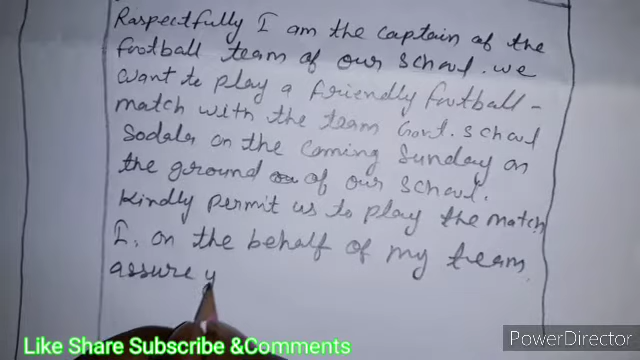 Raspectfully I am the captain of the
football team of our school. we
want to play a friendly football -
match with the team Govt. school
Sodala on the coming Sunday on
the ground of our school.
Kindly permit us to play the match
I, on the behalf of my team
assure y
Like Share Subscribe &Comments
PowerDirector